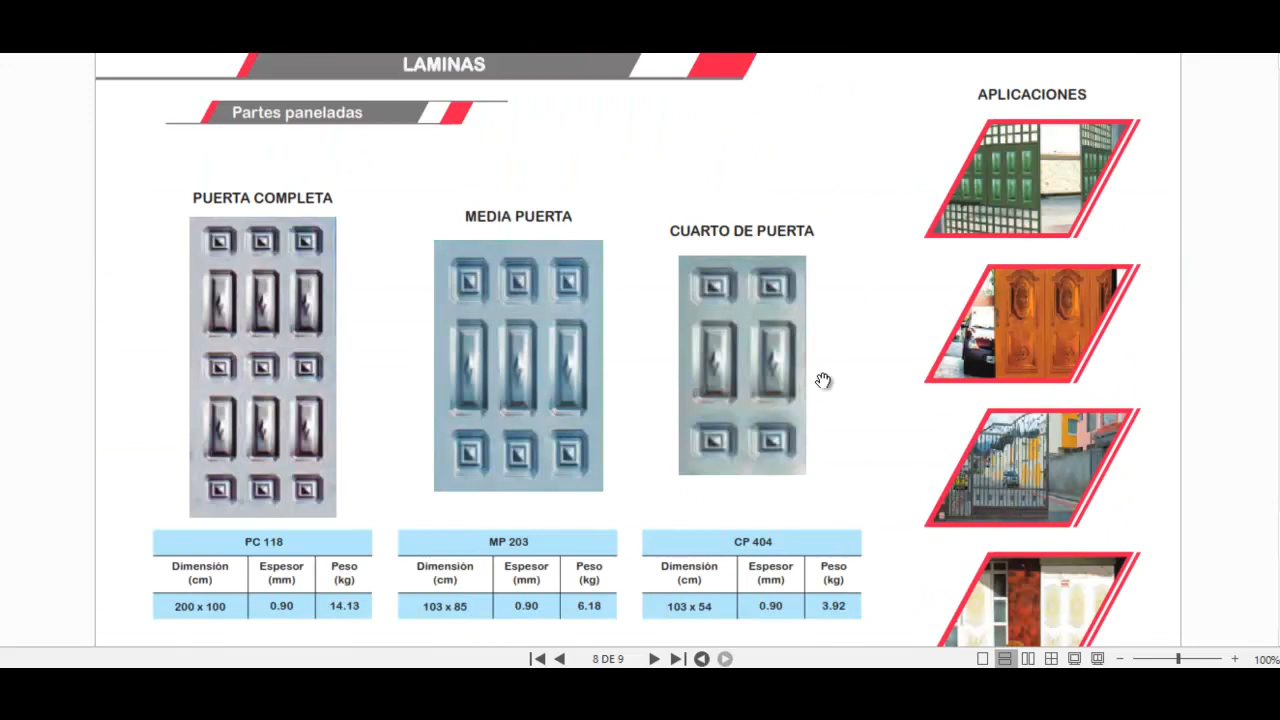 LAMINAS
Partes paneladas
APLICACIONES
PUERTA COMPLETA
MEDIA PUERTA
CUARTO DE PUERTA
PC 118
Dimensión (cm) Espesor (mm) Peso (kg)
200 x 100 0.90 14.13
MP 203
Dimensión (cm) Espesor (mm) Peso (kg)
103 x 85 0.90 6.18
CP 404
Dimensión (cm) Espesor (mm) Peso (kg)
103 x 54 0.90 3.92
8 DE 9
100%